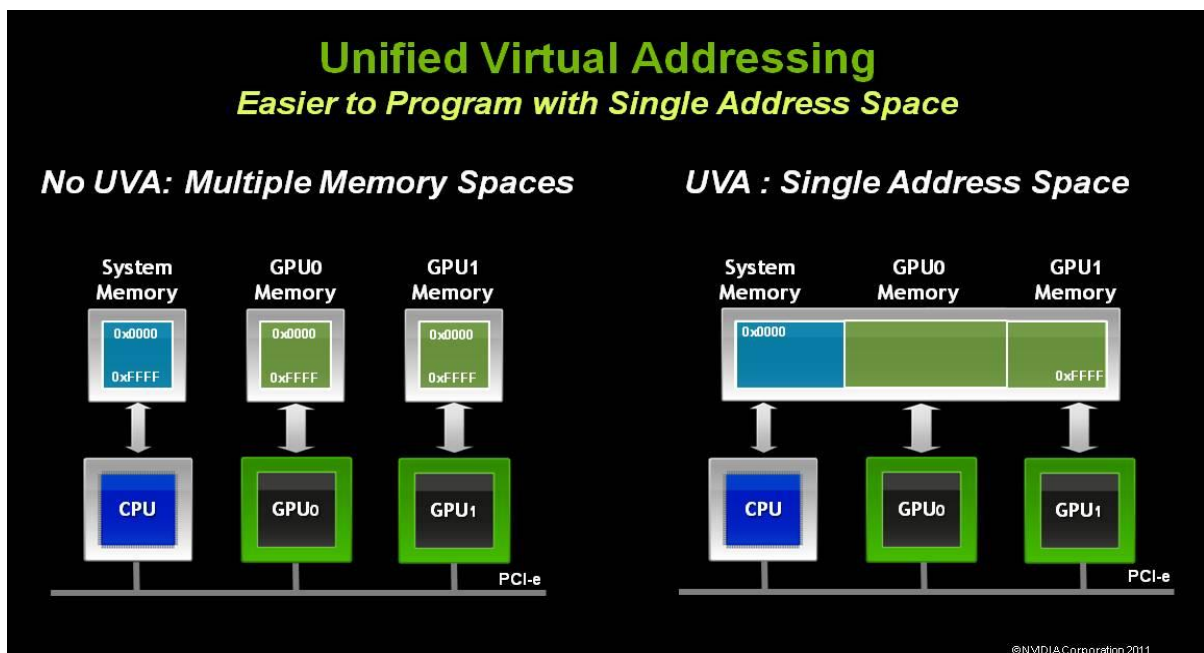 Unified Virtual Addressing
Easier to Program with Single Address Space
No UVA: Multiple Memory Spaces
System
Memory
GPU0
Memory
GPU1
Memory
0x0000
0xFFFF
0x0000
0xFFFF
0x0000
0xFFFF
CPU
GPU0
GPU1
PCI-e
UVA : Single Address Space
System
Memory
GPU0
Memory
GPU1
Memory
0x0000
0xFFFF
CPU
GPU0
GPU1
PCI-e
©NVIDIA Corporation 2011